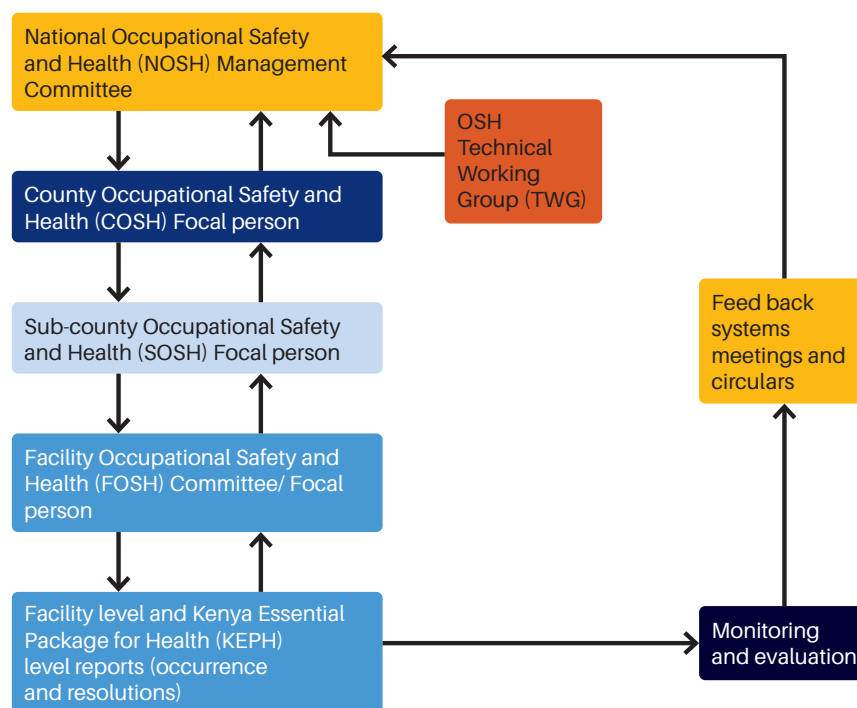 National Occupational Safety
and Health (NOSH) Management
Committee
OSH
Technical
Working
Group (TWG)
County Occupational Safety and
Health (COSH) Focal person
Sub-county Occupational Safety
and Health (SOSH) Focal person
Feed back
systems
meetings and
circulars
Facility Occupational Safety and
Health (FOSH) Committee/ Focal
person
Facility level and Kenya Essential
Package for Health (KEPH)
level reports (occurrence
and resolutions)
Monitoring
and evaluation